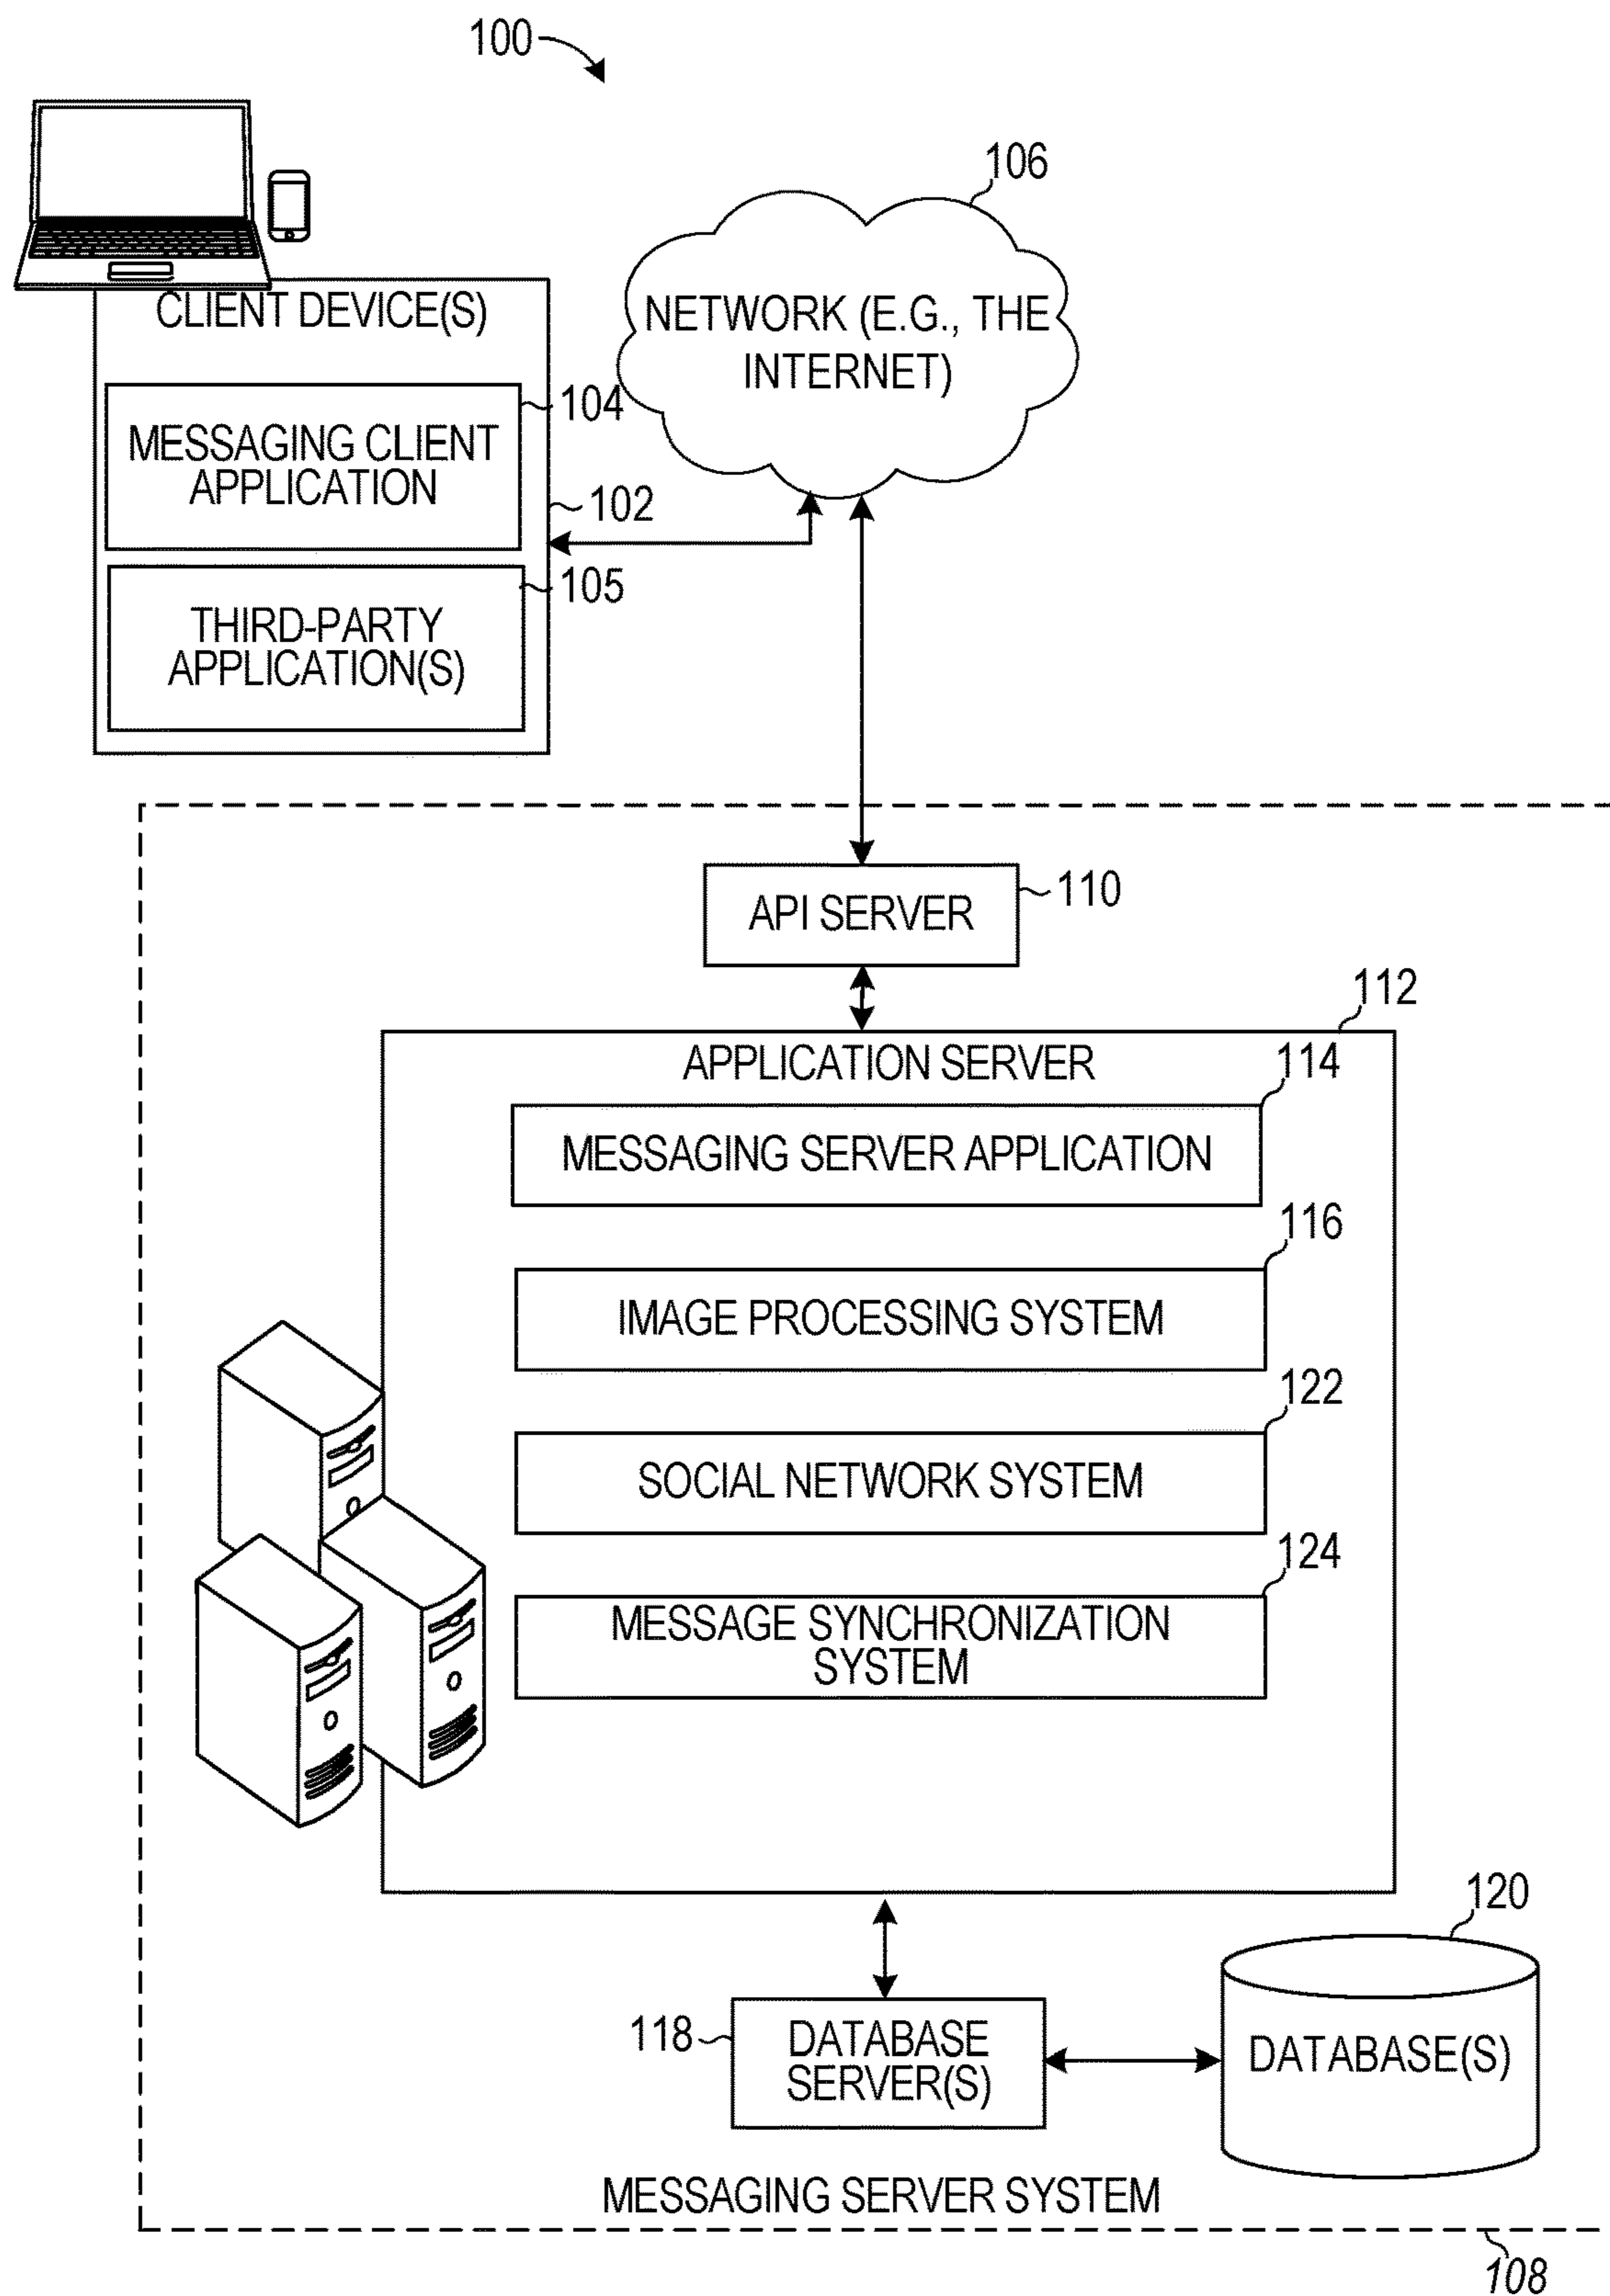 100
106
CLIENT DEVICE(S)
NETWORK (E.G., THE
INTERNET)
104
MESSAGING CLIENT
APPLICATION
102
105
THIRD-PARTY
APPLICATION(S)
API SERVER
110
112
APPLICATION SERVER
114
MESSAGING SERVER APPLICATION
116
IMAGE PROCESSING SYSTEM
122
SOCIAL NETWORK SYSTEM
124
MESSAGE SYNCHRONIZATION
SYSTEM
120
118
DATABASE
SERVER(S)
DATABASE(S)
MESSAGING SERVER SYSTEM
108